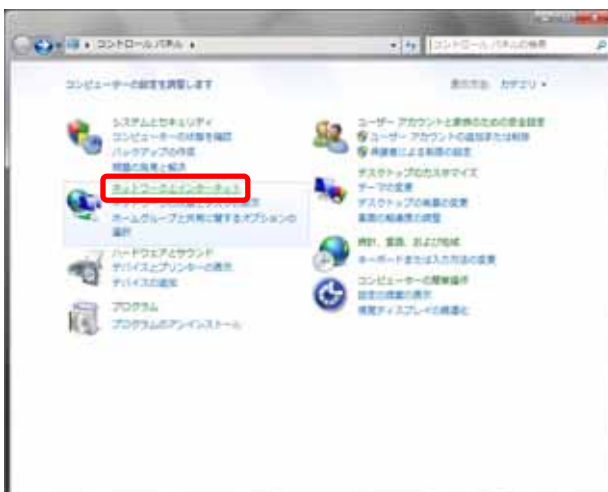 コントロール パネル
コントロール パネルの検索
コンピューターの設定を調整します
表示方法: カテゴリ
システムとセキュリティ
コンピューターの状態を確認
バックアップの作成
問題の発見と解決
ネットワークとインターネット
ネットワークの状態とタスクの表示
ホームグループと共有に関するオプションの
選択
ハードウェアとサウンド
デバイスとプリンターの表示
デバイスの追加
プログラム
プログラムのアンインストール
ユーザー アカウントと家族のための安全設定
ユーザー アカウントの追加または削除
保護者による制限の設定
デスクトップのカスタマイズ
テーマの変更
デスクトップの背景の変更
画面の解像度の調整
時計、言語、および地域
キーボードまたは入力方法の変更
コンピューターの簡単操作
設定の提案の表示
視覚ディスプレイの最適化